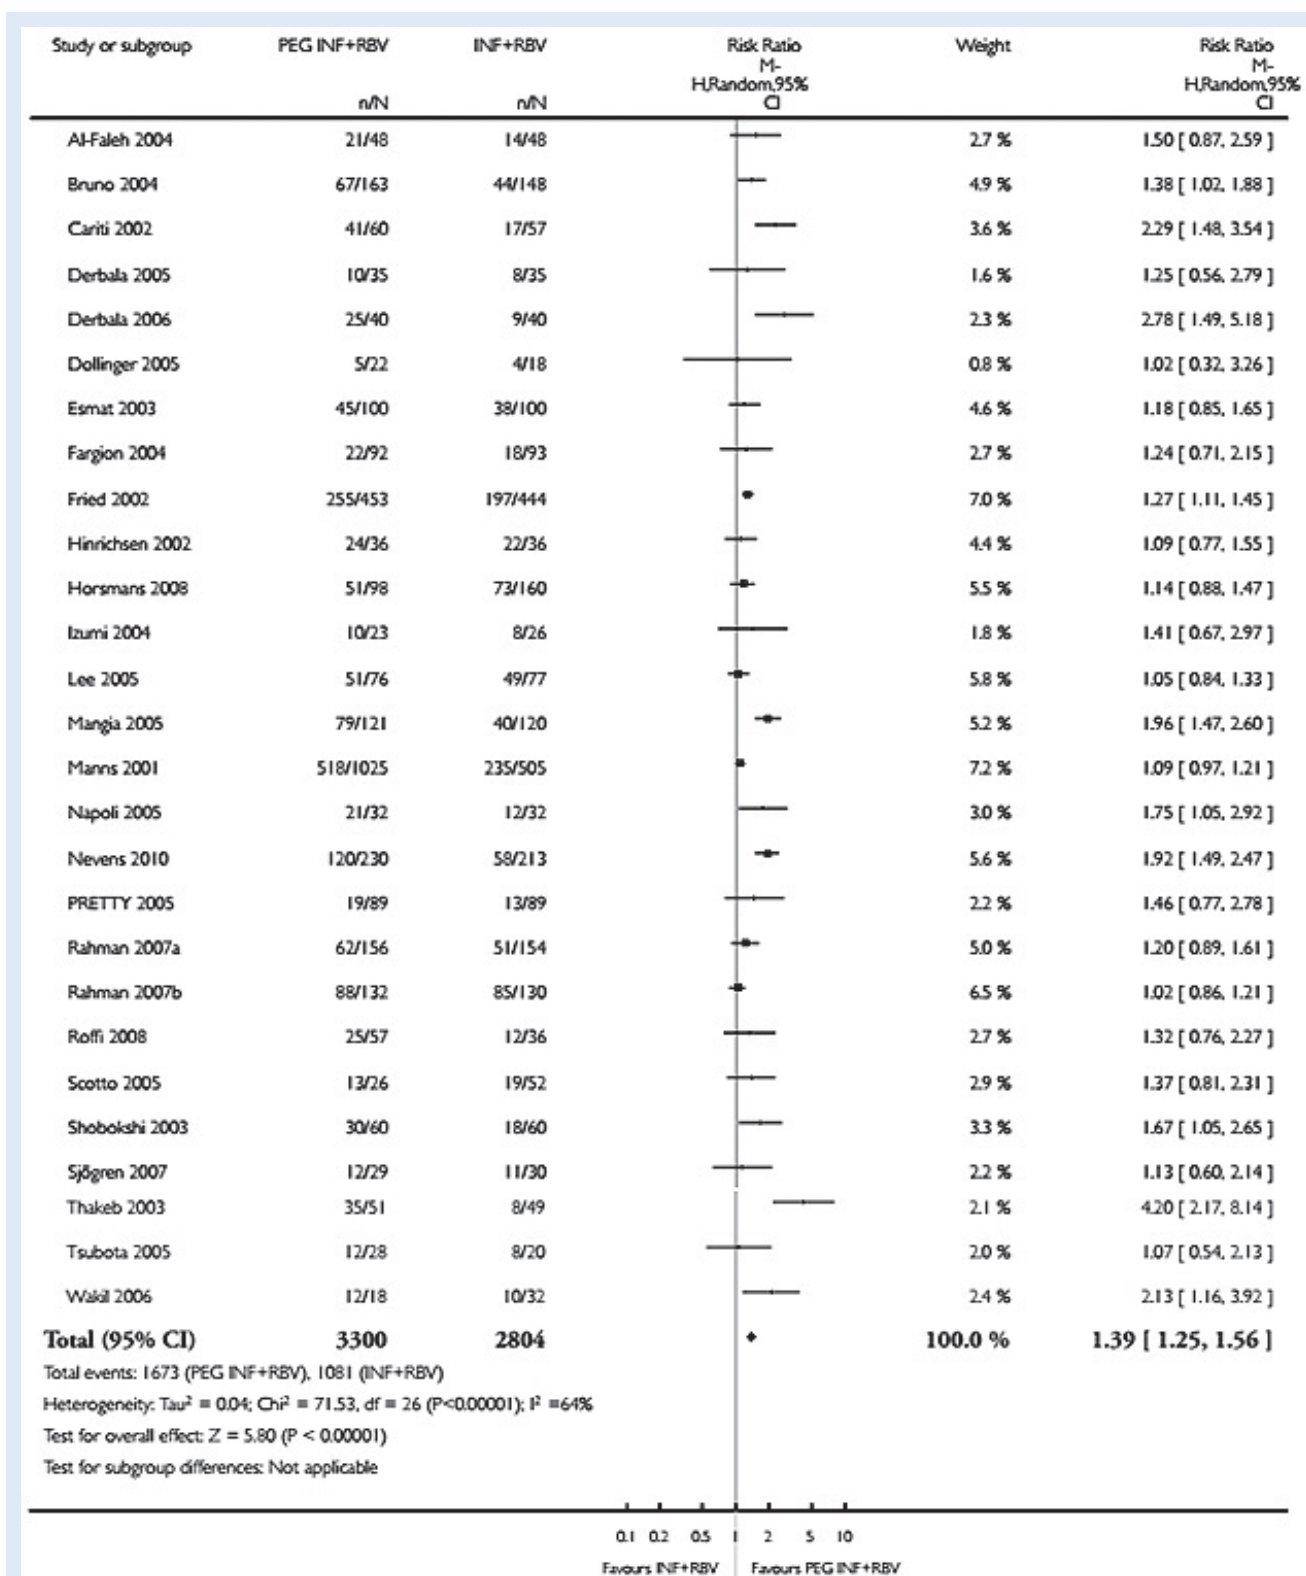 Study or subgroup PEG INF+RBV INF+RBV Risk Ratio Weight Risk Ratio
M- M-
H,Random,95% H,Random,95%
n/N n/N CI CI
Al-Faleh 2004 21/48 14/48 2.7 % 1.50 [ 0.87, 2.59 ]
Bruno 2004 67/163 44/148 4.9 % 1.38 [ 1.02, 1.88 ]
Cariti 2002 41/60 17/57 3.6 % 2.29 [ 1.48, 3.54 ]
Derbala 2005 10/35 8/35 1.6 % 1.25 [ 0.56, 2.79 ]
Derbala 2006 25/40 9/40 2.3 % 2.78 [ 1.49, 5.18 ]
Dollinger 2005 5/22 4/18 0.8 % 1.02 [ 0.32, 3.26 ]
Esmat 2003 45/100 38/100 4.6 % 1.18 [ 0.85, 1.65 ]
Fargion 2004 22/92 18/93 2.7 % 1.24 [ 0.71, 2.15 ]
Fried 2002 255/453 197/444 7.0 % 1.27 [ 1.11, 1.45 ]
Hinrichsen 2002 24/36 22/36 4.4 % 1.09 [ 0.77, 1.55 ]
Horsmans 2008 51/98 73/160 5.5 % 1.14 [ 0.88, 1.47 ]
Izumi 2004 10/23 8/26 1.8 % 1.41 [ 0.67, 2.97 ]
Lee 2005 51/76 49/77 5.8 % 1.05 [ 0.84, 1.33 ]
Mangia 2005 79/121 40/120 5.2 % 1.96 [ 1.47, 2.60 ]
Manns 2001 518/1025 235/505 7.2 % 1.09 [ 0.97, 1.21 ]
Napoli 2005 21/32 12/32 3.0 % 1.75 [ 1.05, 2.92 ]
Nevens 2010 120/230 58/213 5.6 % 1.92 [ 1.49, 2.47 ]
PRETTY 2005 19/89 13/89 2.2 % 1.46 [ 0.77, 2.78 ]
Rahman 2007a 62/156 51/154 5.0 % 1.20 [ 0.89, 1.61 ]
Rahman 2007b 88/132 85/130 6.5 % 1.02 [ 0.86, 1.21 ]
Roffi 2008 25/57 12/36 2.7 % 1.32 [ 0.76, 2.27 ]
Scotto 2005 13/26 19/52 2.9 % 1.37 [ 0.81, 2.31 ]
Shobokshi 2003 30/60 18/60 3.3 % 1.67 [ 1.05, 2.65 ]
Sjögren 2007 12/29 11/30 2.2 % 1.13 [ 0.60, 2.14 ]
Thakeb 2003 35/51 8/49 2.1 % 4.20 [ 2.17, 8.14 ]
Tsubota 2005 12/28 8/20 2.0 % 1.07 [ 0.54, 2.13 ]
Wakil 2006 12/18 10/32 2.4 % 2.13 [ 1.16, 3.92 ]
Total (95% CI) 3300 2804 100.0 % 1.39 [ 1.25, 1.56 ]
Total events: 1673 (PEG INF+RBV), 1081 (INF+RBV)
Heterogeneity: Tau² = 0.04; Chi² = 71.53, df = 26 (P<0.00001); I² =64%
Test for overall effect: Z = 5.80 (P < 0.00001)
Test for subgroup differences: Not applicable
0.1 0.2 0.5 1 2 5 10
Favours INF+RBV Favours PEG INF+RBV